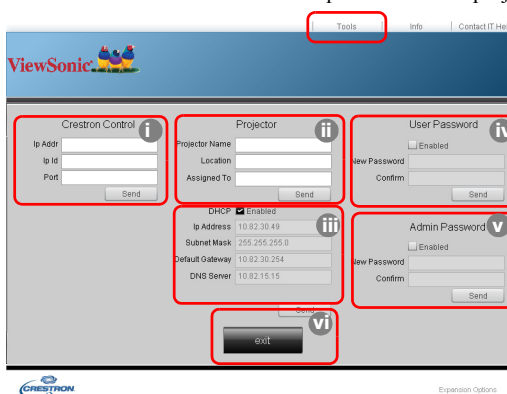 Tools Info Contact IT He
ViewSonic
Crestron Control i
Ip Addr
Ip Id
Port
Send
Projector ii
Projector Name
Location
Assigned To
Send
DHCP Enabled iii
Ip Address 10.82.30.49
Subnet Mask 255.255.255.0
Default Gateway 10.82.30.254
DNS Server 10.82.15.15
Send
vi
exit
User Password iv
Enabled
New Password
Confirm
Send
Admin Password v
Enabled
New Password
Confirm
Send
CRESTRON
Expansion Options